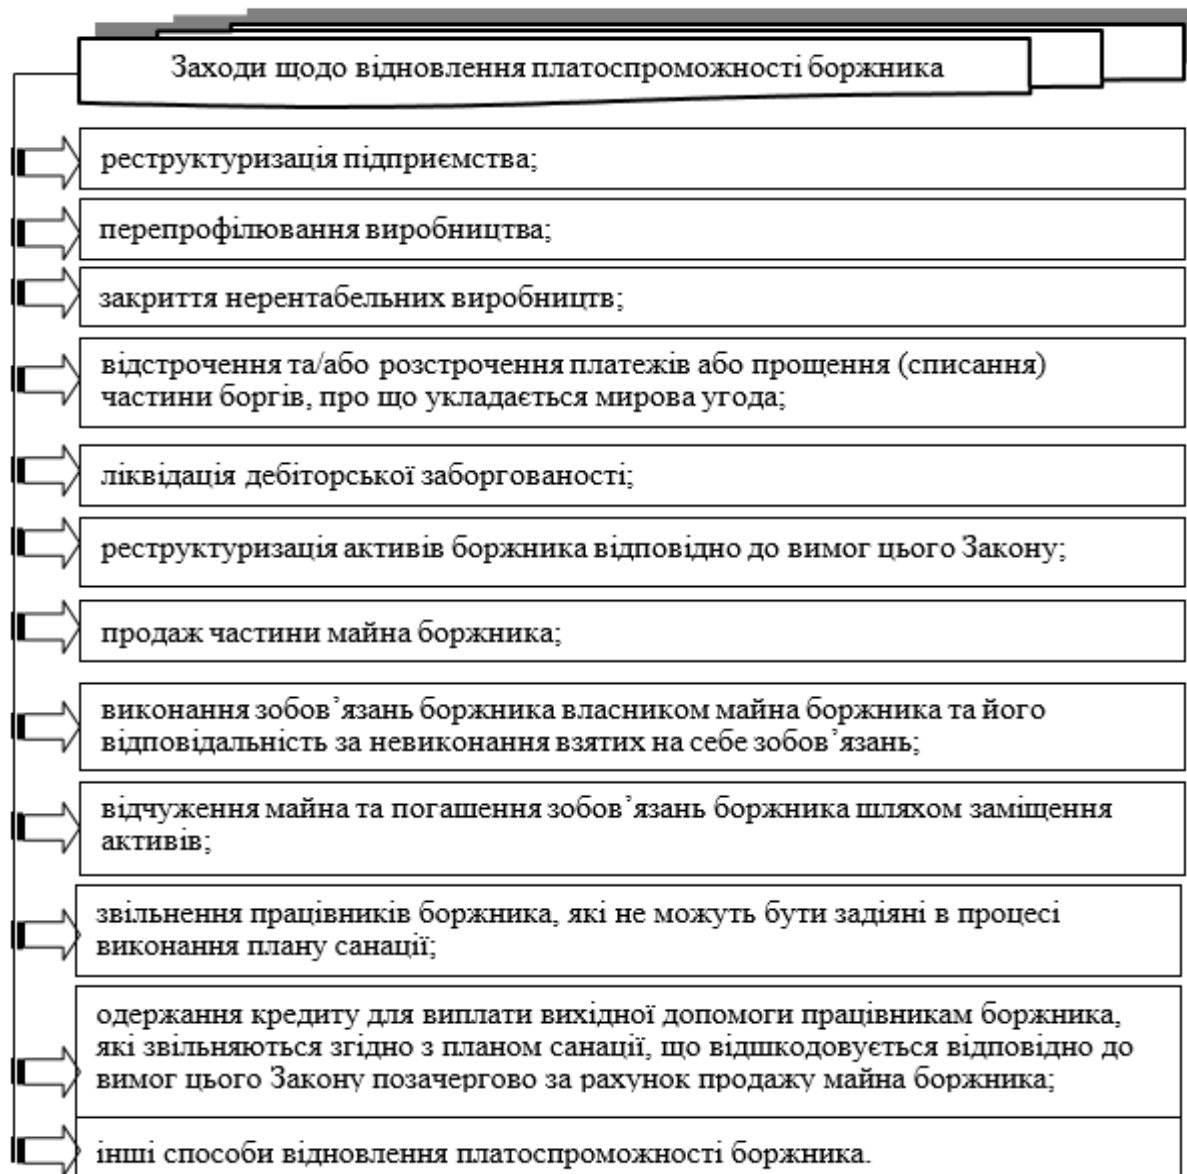 Заходи щодо відновлення платоспроможності боржника
реструктуризація підприємства;
перепрофілювання виробництва;
закриття нерентабельних виробництв;
відстрочення та/або розстрочення платежів або прощення (списання)
частини боргів, про що укладається мирова угода;
ліквідація дебіторської заборгованості;
реструктуризація активів боржника відповідно до вимог цього Закону;
продаж частини майна боржника;
виконання зобов’язань боржника власником майна боржника та його
відповідальність за невиконання взятих на себе зобов’язань;
відчуження майна та погашення зобов’язань боржника шляхом заміщення
активів;
звільнення працівників боржника, які не можуть бути задіяні в процесі
виконання плану санації;
одержання кредиту для виплати вихідної допомоги працівникам боржника,
які звільняються згідно з планом санації, що відшкодовується відповідно до
вимог цього Закону позачергово за рахунок продажу майна боржника;
інші способи відновлення платоспроможності боржника.